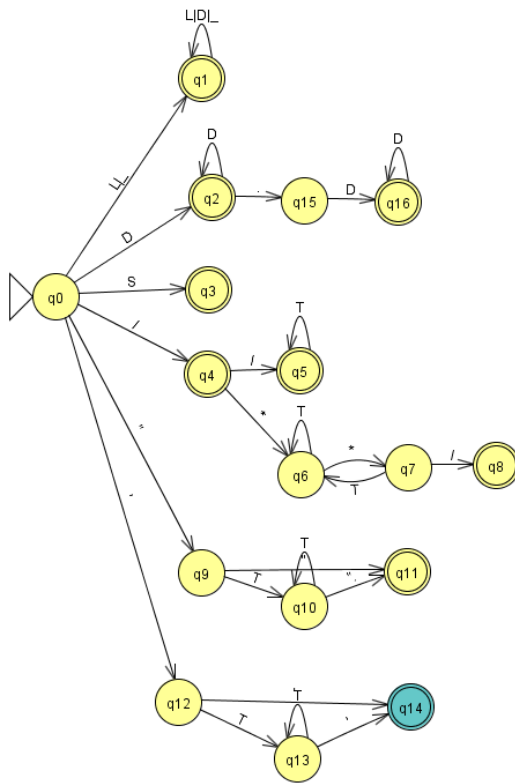 L|D|_
q1
L|_
D
D
q2
.
q15
D
D
q16
D
q0
S
q3
/
q4
/
T
q5
*
T
q6
*
T
q7
/
q8
"
q9
"
T
T
q10
".
q11
'
q12
T
T
q13
'
q14